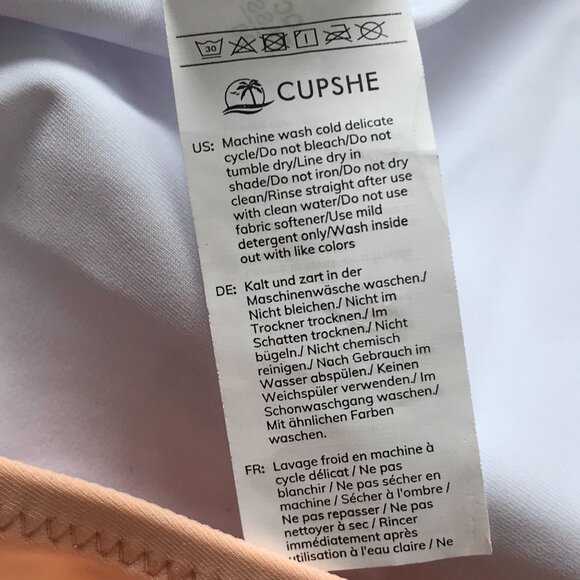 30
CUPSHE
US: Machine wash cold delicate
cycle/Do not bleach/Do not
tumble dry/Line dry in
shade/Do not iron/Do not dry
clean/Rinse straight after use
with clean water/Do not use
fabric softener/Use mild
detergent only/Wash inside
out with like colors
DE: Kalt und zart in der
Maschinenwäsche waschen./
Nicht bleichen./ Nicht im
Trockner trocknen./ Im
Schatten trocknen./ Nicht
bügeln./ Nicht chemisch
reinigen./ Nach Gebrauch im
Wasser abspülen./ Keinen
Weichspüler verwenden./ Im
Schonwaschgang waschen./
Mit ähnlichen Farben
waschen.
FR: Lavage froid en machine à
cycle délicat / Ne pas
blanchir / Ne pas sécher en
machine / Sécher à l'ombre /
Ne pas repasser / Ne pas
nettoyer à sec / Rincer
immédiatement après
utilisation à l'eau claire / Ne